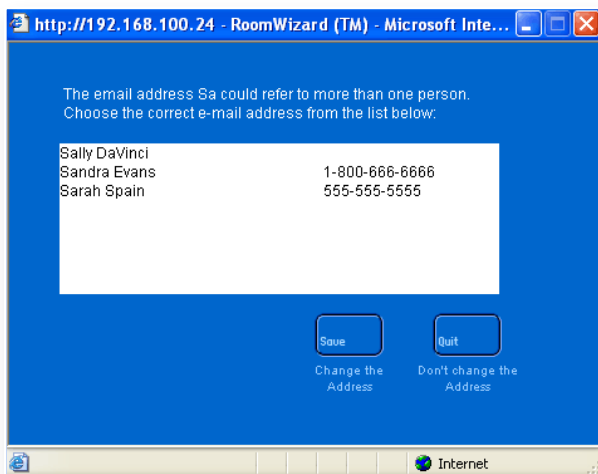 http://192.168.100.24 - RoomWizard (TM) - Microsoft Inte...
The email address Sa could refer to more than one person.
Choose the correct e-mail address from the list below:
Sally DaVinci
Sandra Evans 1-800-666-6666
Sarah Spain 555-555-5555
Save Quit
Change the Don't change the
Address Address
Internet